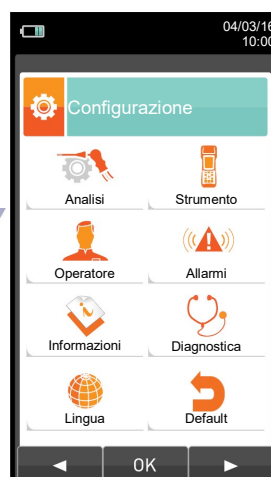 04/03/16
10:00
Configurazione
Analisi Strumento
Operatore Allarmi
Informazioni Diagnostica
Lingua Default
OK